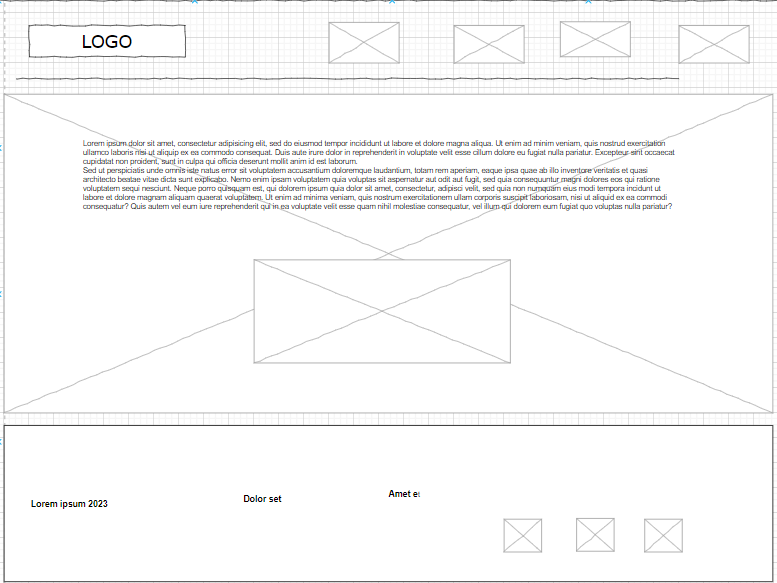 LOGO
Lorem ipsum dolor sit amet, consectetur adipisicing elit, sed do eiusmod tempor incididunt ut labore et dolore magna aliqua. Ut enim ad minim veniam, quis nostrud exercitation
ullamco laboris nisi ut aliquip ex ea commodo consequat. Duis aute irure dolor in reprehenderit in voluptate velit esse cillum dolore eu fugiat nulla pariatur. Excepteur sint occaecat
cupidatat non proident, sunt in culpa qui officia deserunt mollit anim id est laborum.
Sed ut perspiciatis unde omnis iste natus error sit voluptatem accusantium doloremque laudantium, totam rem aperiam, eaque ipsa quae ab illo inventore veritatis et quasi
architecto beatae vitae dicta sunt explicabo. Nemo enim ipsam voluptatem quia voluptas sit aspernatur aut odit aut fugit, sed quia consequuntur magni dolores eos qui ratione
voluptatem sequi nesciunt. Neque porro quisquam est, qui dolorem ipsum quia dolor sit amet, consectetur, adipisci velit, sed quia non numquam eius modi tempora incidunt ut
labore et dolore magnam aliquam quaerat voluptatem. Ut enim ad minima veniam, quis nostrum exercitationem ullam corporis suscipit laboriosam, nisi ut aliquid ex ea commodi
consequatur? Quis autem vel eum iure reprehenderit qui in ea voluptate velit esse quam nihil molestiae consequatur, vel illum qui dolorem eum fugiat quo voluptas nulla pariatur?
Lorem ipsum 2023
Dolor set
Amet